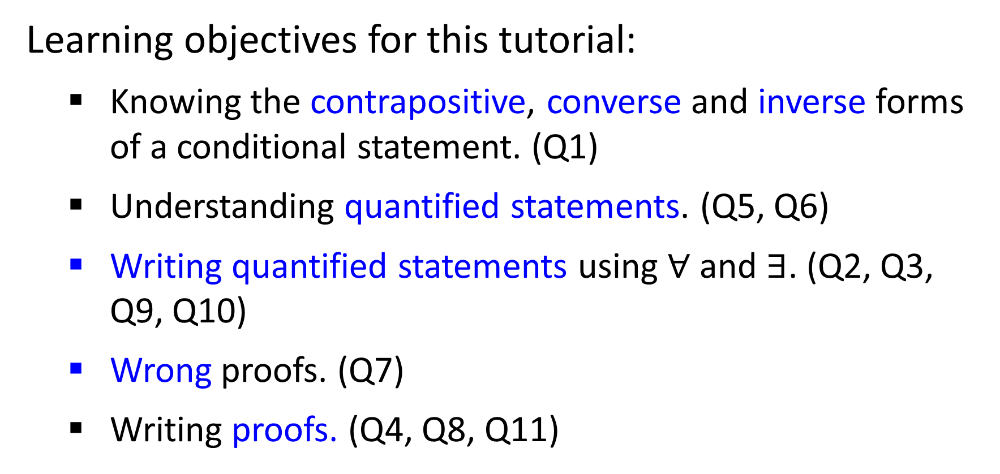 Learning objectives for this tutorial:
▪ Knowing the contrapositive, converse and inverse forms
of a conditional statement. (Q1)
▪ Understanding quantified statements. (Q5, Q6)
▪ Writing quantified statements using ∀ and ∃. (Q2, Q3,
Q9, Q10)
▪ Wrong proofs. (Q7)
▪ Writing proofs. (Q4, Q8, Q11)